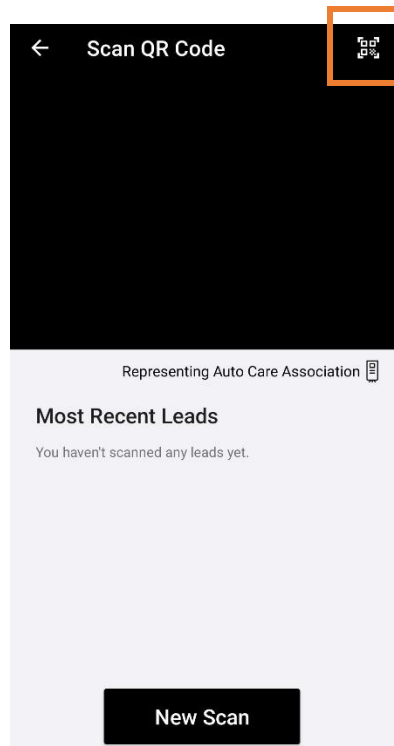 Scan QR Code
Representing Auto Care Association
Most Recent Leads
You haven't scanned any leads yet.
New Scan